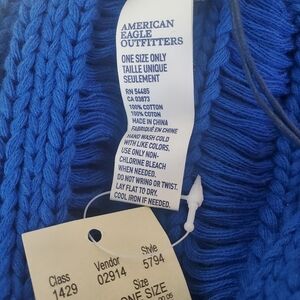 AMERICAN
EAGLE
OUTFITTERS
ONE SIZE ONLY
TAILLE UNIQUE
SEULEMENT
RN 54485
CA 03873
100% COTTON
100% COTON
MADE IN CHINA
FABRIQUÉ EN CHINE
HAND WASH COLD
WITH LIKE COLORS.
USE ONLY NON-
CHLORINE BLEACH
WHEN NEEDED.
DO NOT WRING OR TWIST.
LAY FLAT TO DRY.
COOL IRON IF NEEDED.
Class Vendor Style
1429 02914 5794
Size
ONE SIZE